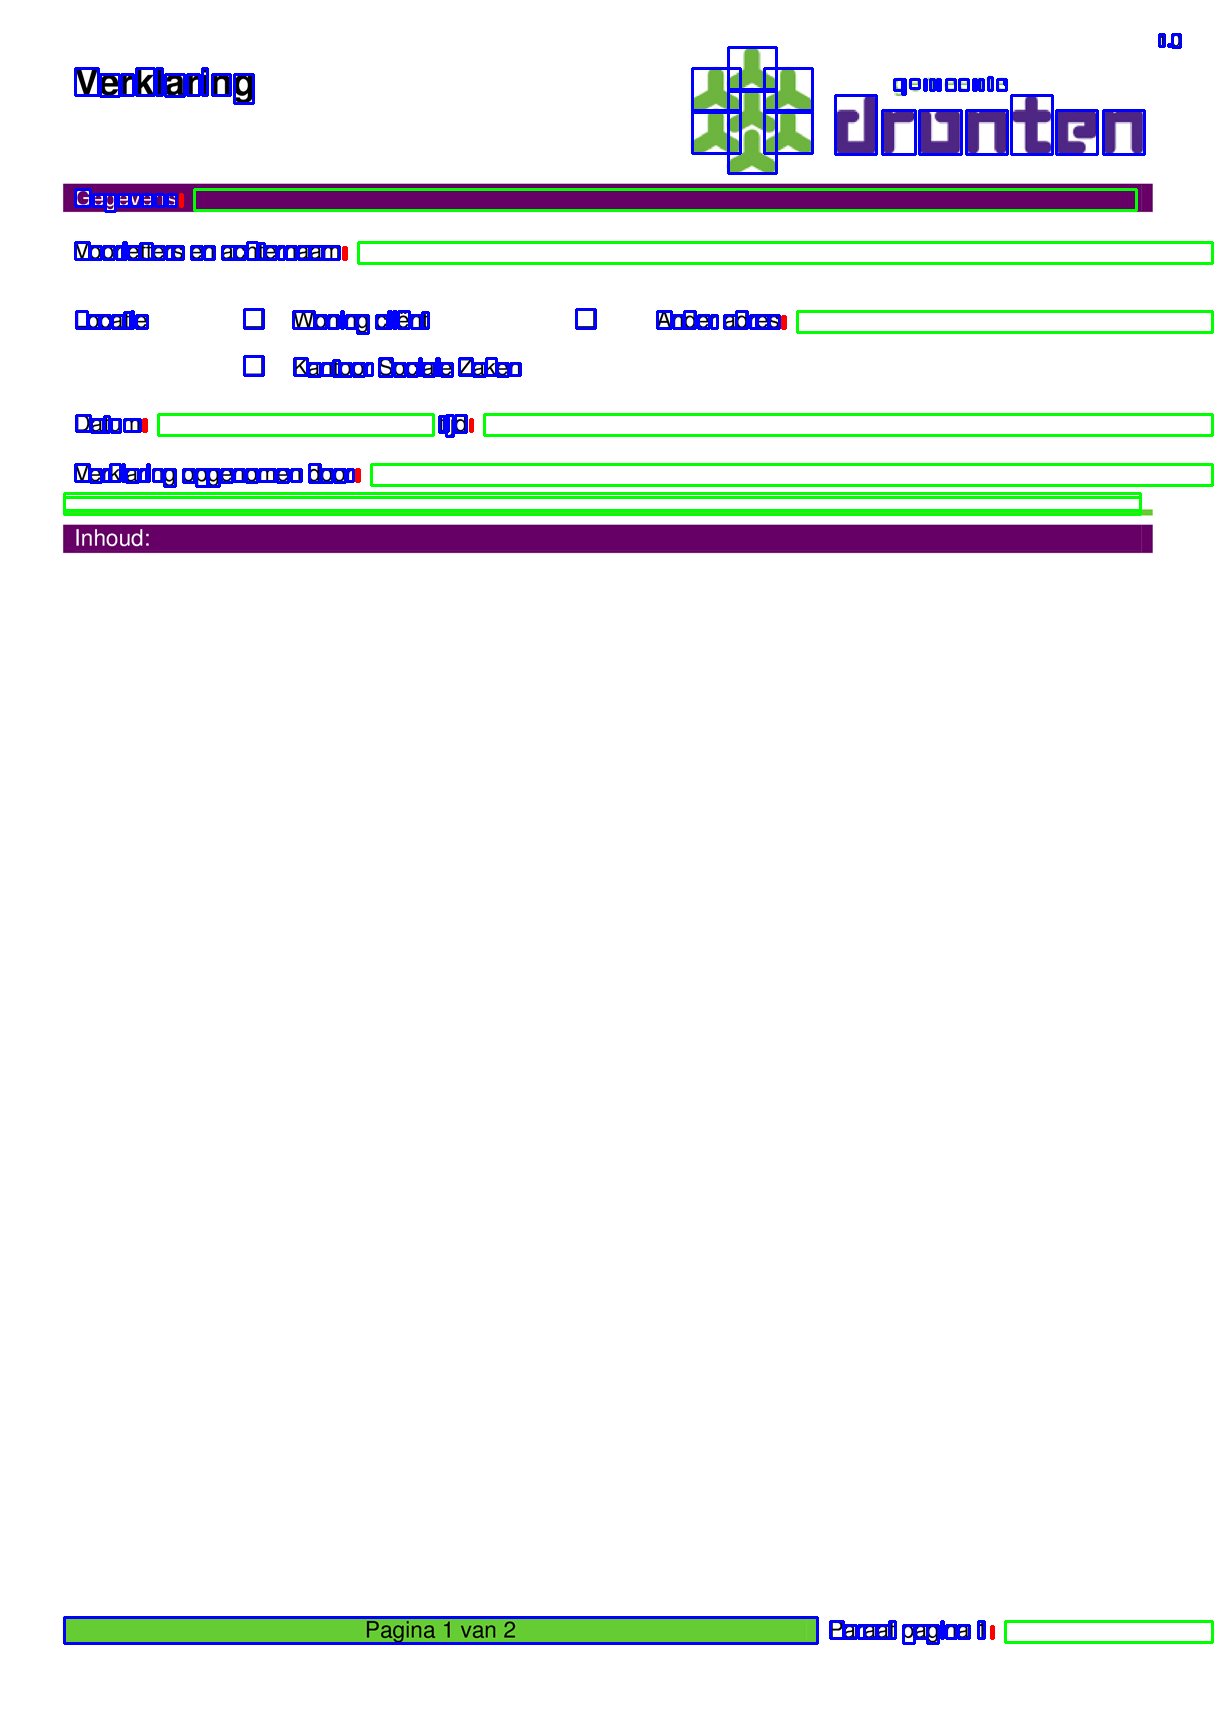 1.0
Verklaring
gemeente
dronten
Gegevens:
Voorletters en achternaam:
Locatie Woning cliënt Ander adres:
Kantoor Sociale Zaken
Datum: tijd:
Verklaring opgenomen door:
Inhoud:
Pagina 1 van 2 Paraaf pagina 1: